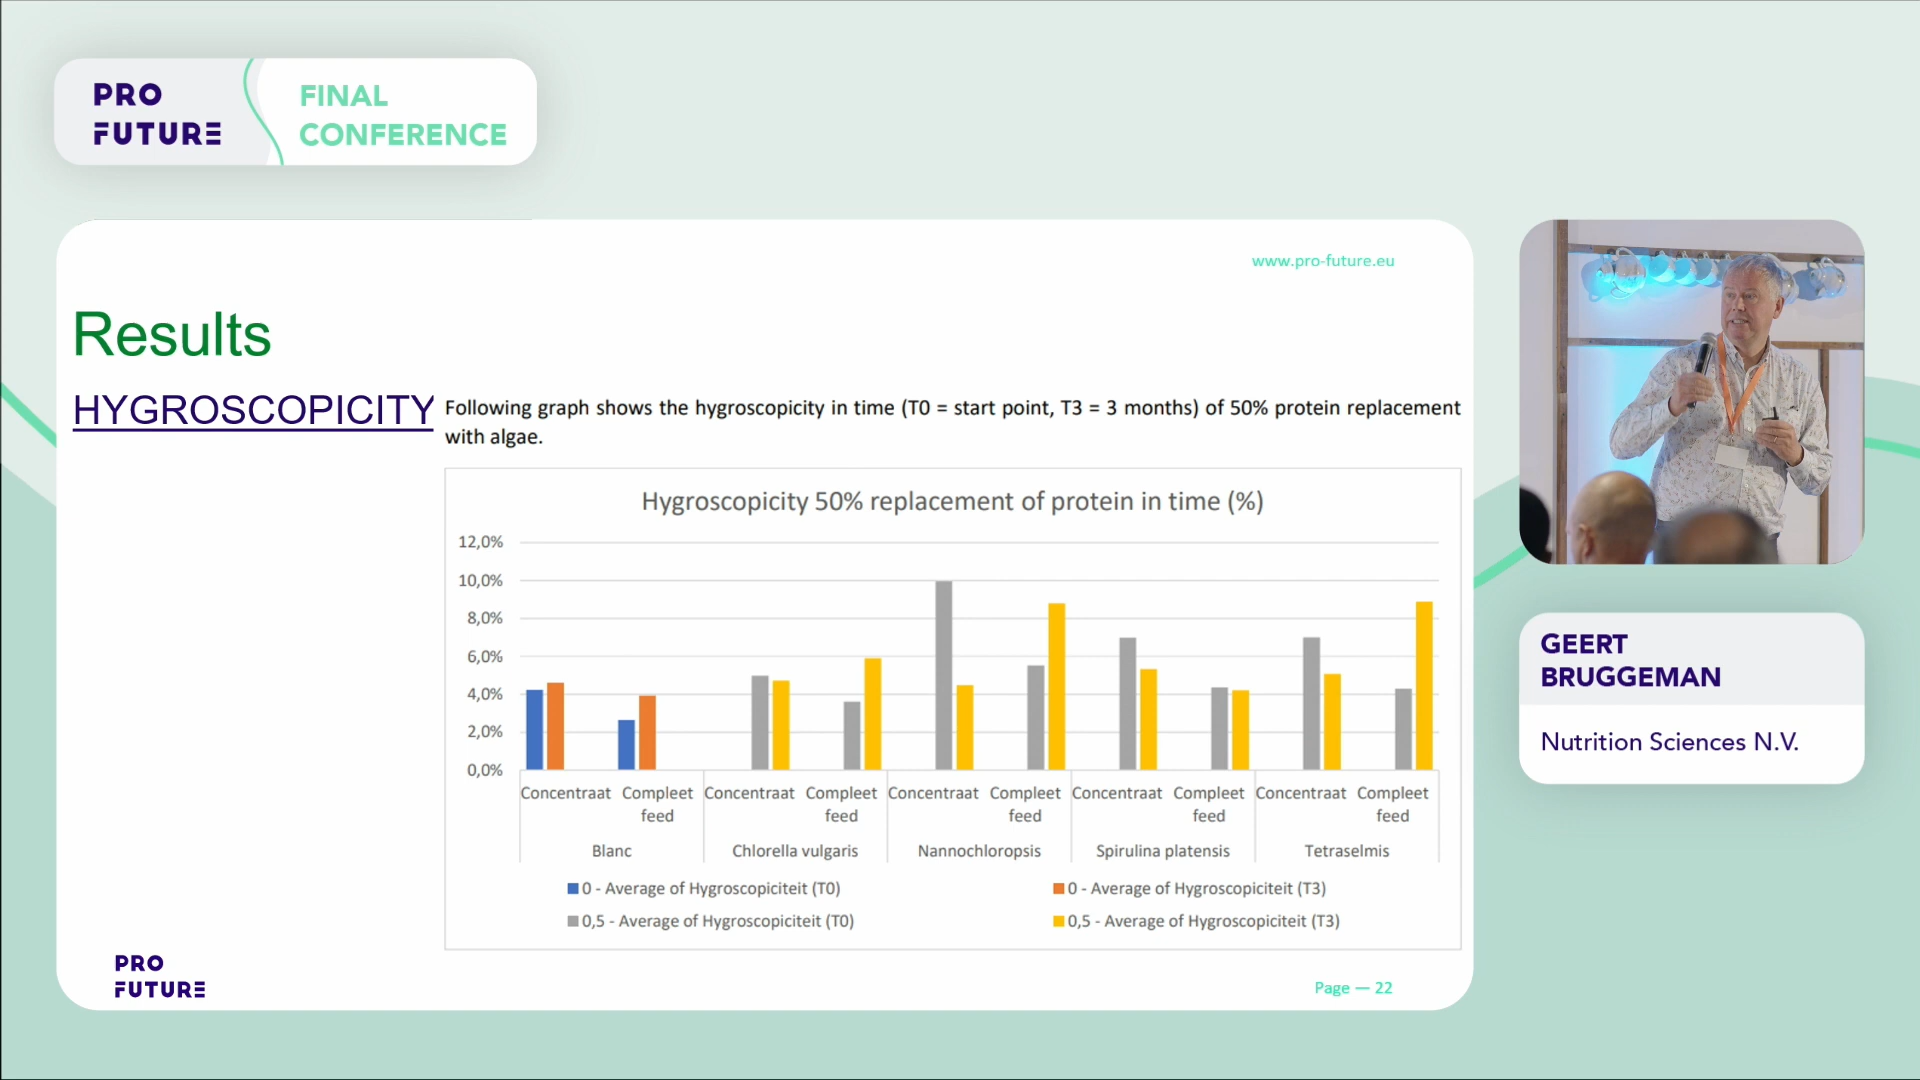 PRO
FUTURE
FINAL
CONFERENCE
www.pro-future.eu
Results
HYGROSCOPICITY
Following graph shows the hygroscopicity in time (T0 = start point, T3 = 3 months) of 50% protein replacement
with algae.
Hygroscopicity 50% replacement of protein in time (%)
12,0%
10,0%
8,0%
6,0%
4,0%
2,0%
0,0%
Concentraat Compleet feed Concentraat Compleet feed Concentraat Compleet feed Concentraat Compleet feed Concentraat Compleet feed
Blanc Chlorella vulgaris Nannochloropsis Spirulina platensis Tetraselmis
0 - Average of Hygroscopiciteit (T0) 0 - Average of Hygroscopiciteit (T3)
0,5 - Average of Hygroscopiciteit (T0) 0,5 - Average of Hygroscopiciteit (T3)
PRO
FUTURE
Page — 22
GEERT
BRUGGEMAN
Nutrition Sciences N.V.